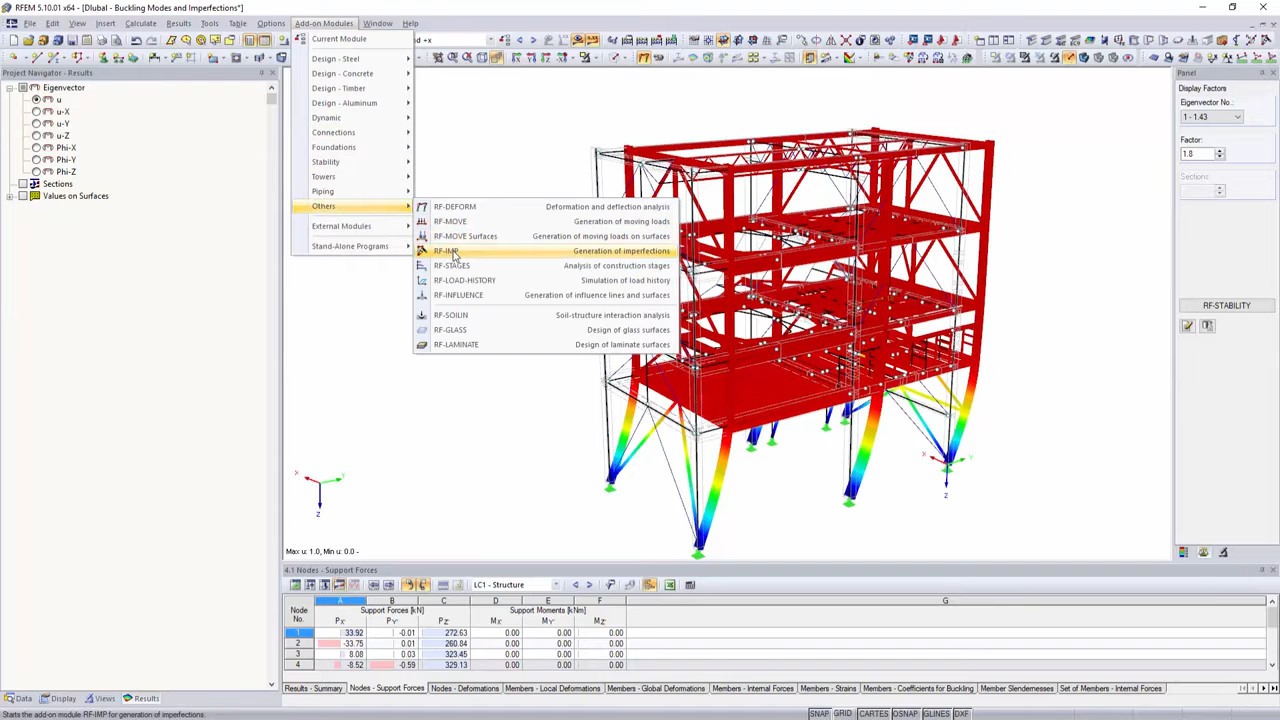 RFEM 5.10.01 x64 - [Dlubal - Buckling Modes and Imperfections*]
File Edit View Insert Calculate Results Tools Table Options Add-on Modules Window Help
Project Navigator - Results
Eigenvector
u
u-X
u-Y
u-Z
Phi-X
Phi-Y
Phi-Z
Sections
Values on Surfaces
Current Module
Design - Steel
Design - Concrete
Design - Timber
Design - Aluminum
Dynamic
Connections
Foundations
Stability
Towers
Piping
Others
External Modules
Stand-Alone Programs
RF-DEFORM Deformation and deflection analysis
RF-MOVE Generation of moving loads
RF-MOVE Surfaces Generation of moving loads on surfaces
RF-IMP Generation of imperfections
RF-STAGES Analysis of construction stages
RF-LOAD-HISTORY Simulation of load history
RF-INFLUENCE Generation of influence lines and surfaces
RF-SOILIN Soil-structure interaction analysis
RF-GLASS Design of glass surfaces
RF-LAMINATE Design of laminate surfaces
Panel
Display Factors
Eigenvector No.:
1 - 1.43
Factor:
1.8
Sections:
RF-STABILITY
X Y
Z
X Y
Z
Max u: 1.0, Min u: 0.0 -
4.1 Nodes - Support Forces
LC1 - Structure
A B C D E F G
Node Support Forces [kN] Support Moments [kNm]
No. PX' PY' PZ' MX' MY' MZ'
1 33.92 -0.01 272.63 0.00 0.00 0.00
2 -33.75 0.01 260.84 0.00 0.00 0.00
3 8.08 0.03 323.45 0.00 0.00 0.00
4 -8.52 -0.59 329.13 0.00 0.00 0.00
Results - Summary Nodes - Support Forces Nodes - Deformations Members - Local Deformations Members - Global Deformations Members - Internal Forces Members - Strains Members - Coefficients for Buckling Member Slendernesses Set of Members - Internal Forces
Data Display Views Results
Starts the add-on module RF-IMP for generation of imperfections.
SNAP GRID CARTES OSNAP GLINES DXF